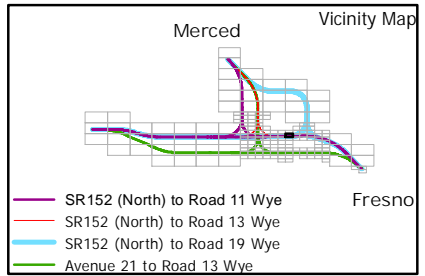 Vicinity Map
Merced
Fresno
SR152 (North) to Road 11 Wye
SR152 (North) to Road 13 Wye
SR152 (North) to Road 19 Wye
Avenue 21 to Road 13 Wye